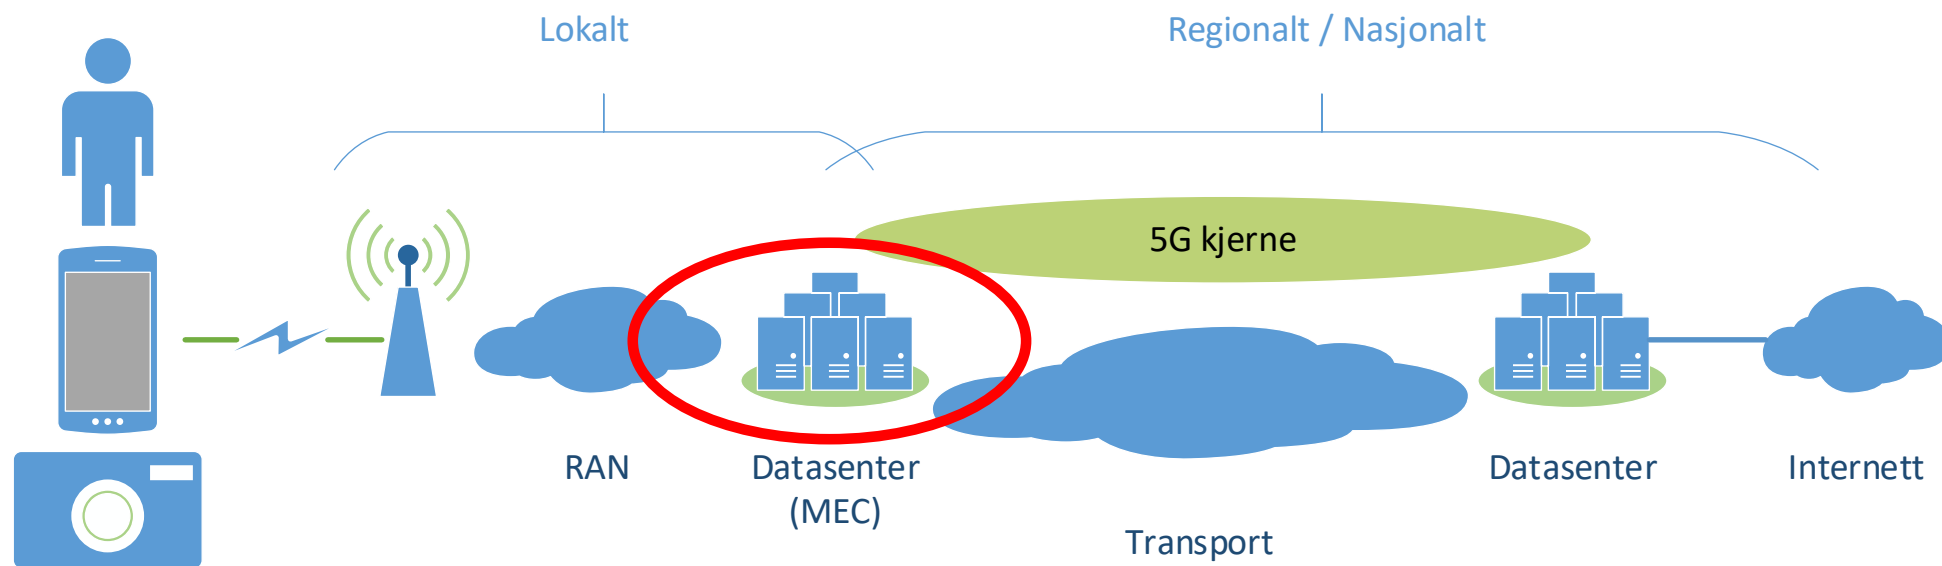 Lokalt
Regionalt / Nasjonalt
5G kjerne
RAN
Datasenter
(MEC)
Transport
Datasenter
Internett